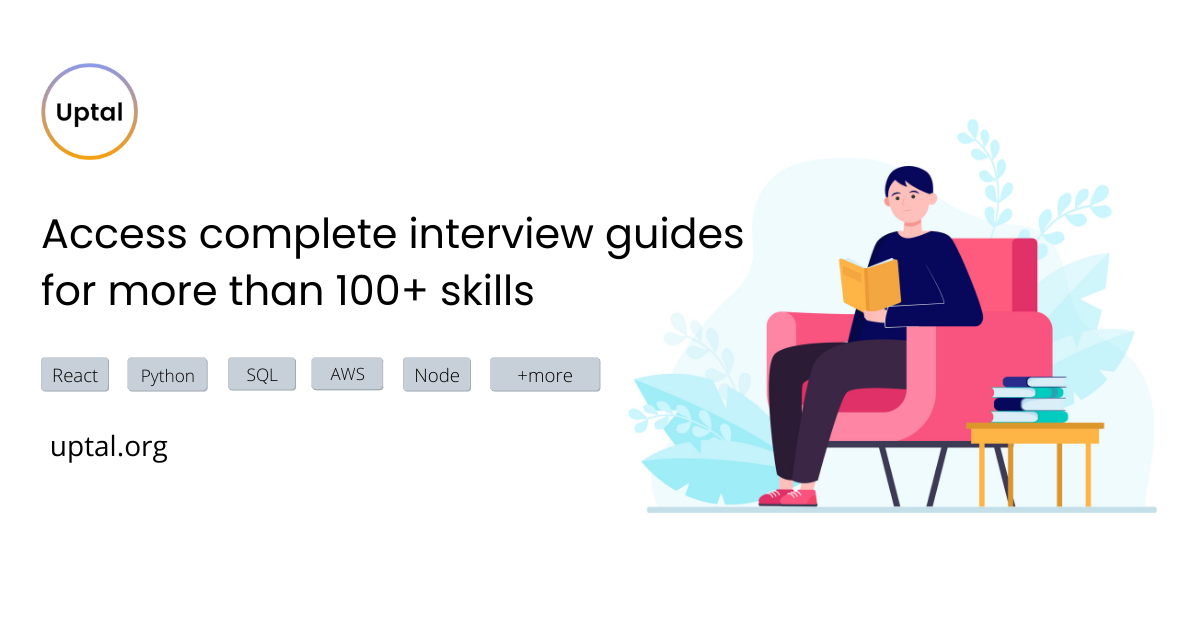 Uptal
Access complete interview guides
for more than 100+ skills
React Python SQL AWS Node +more
uptal.org